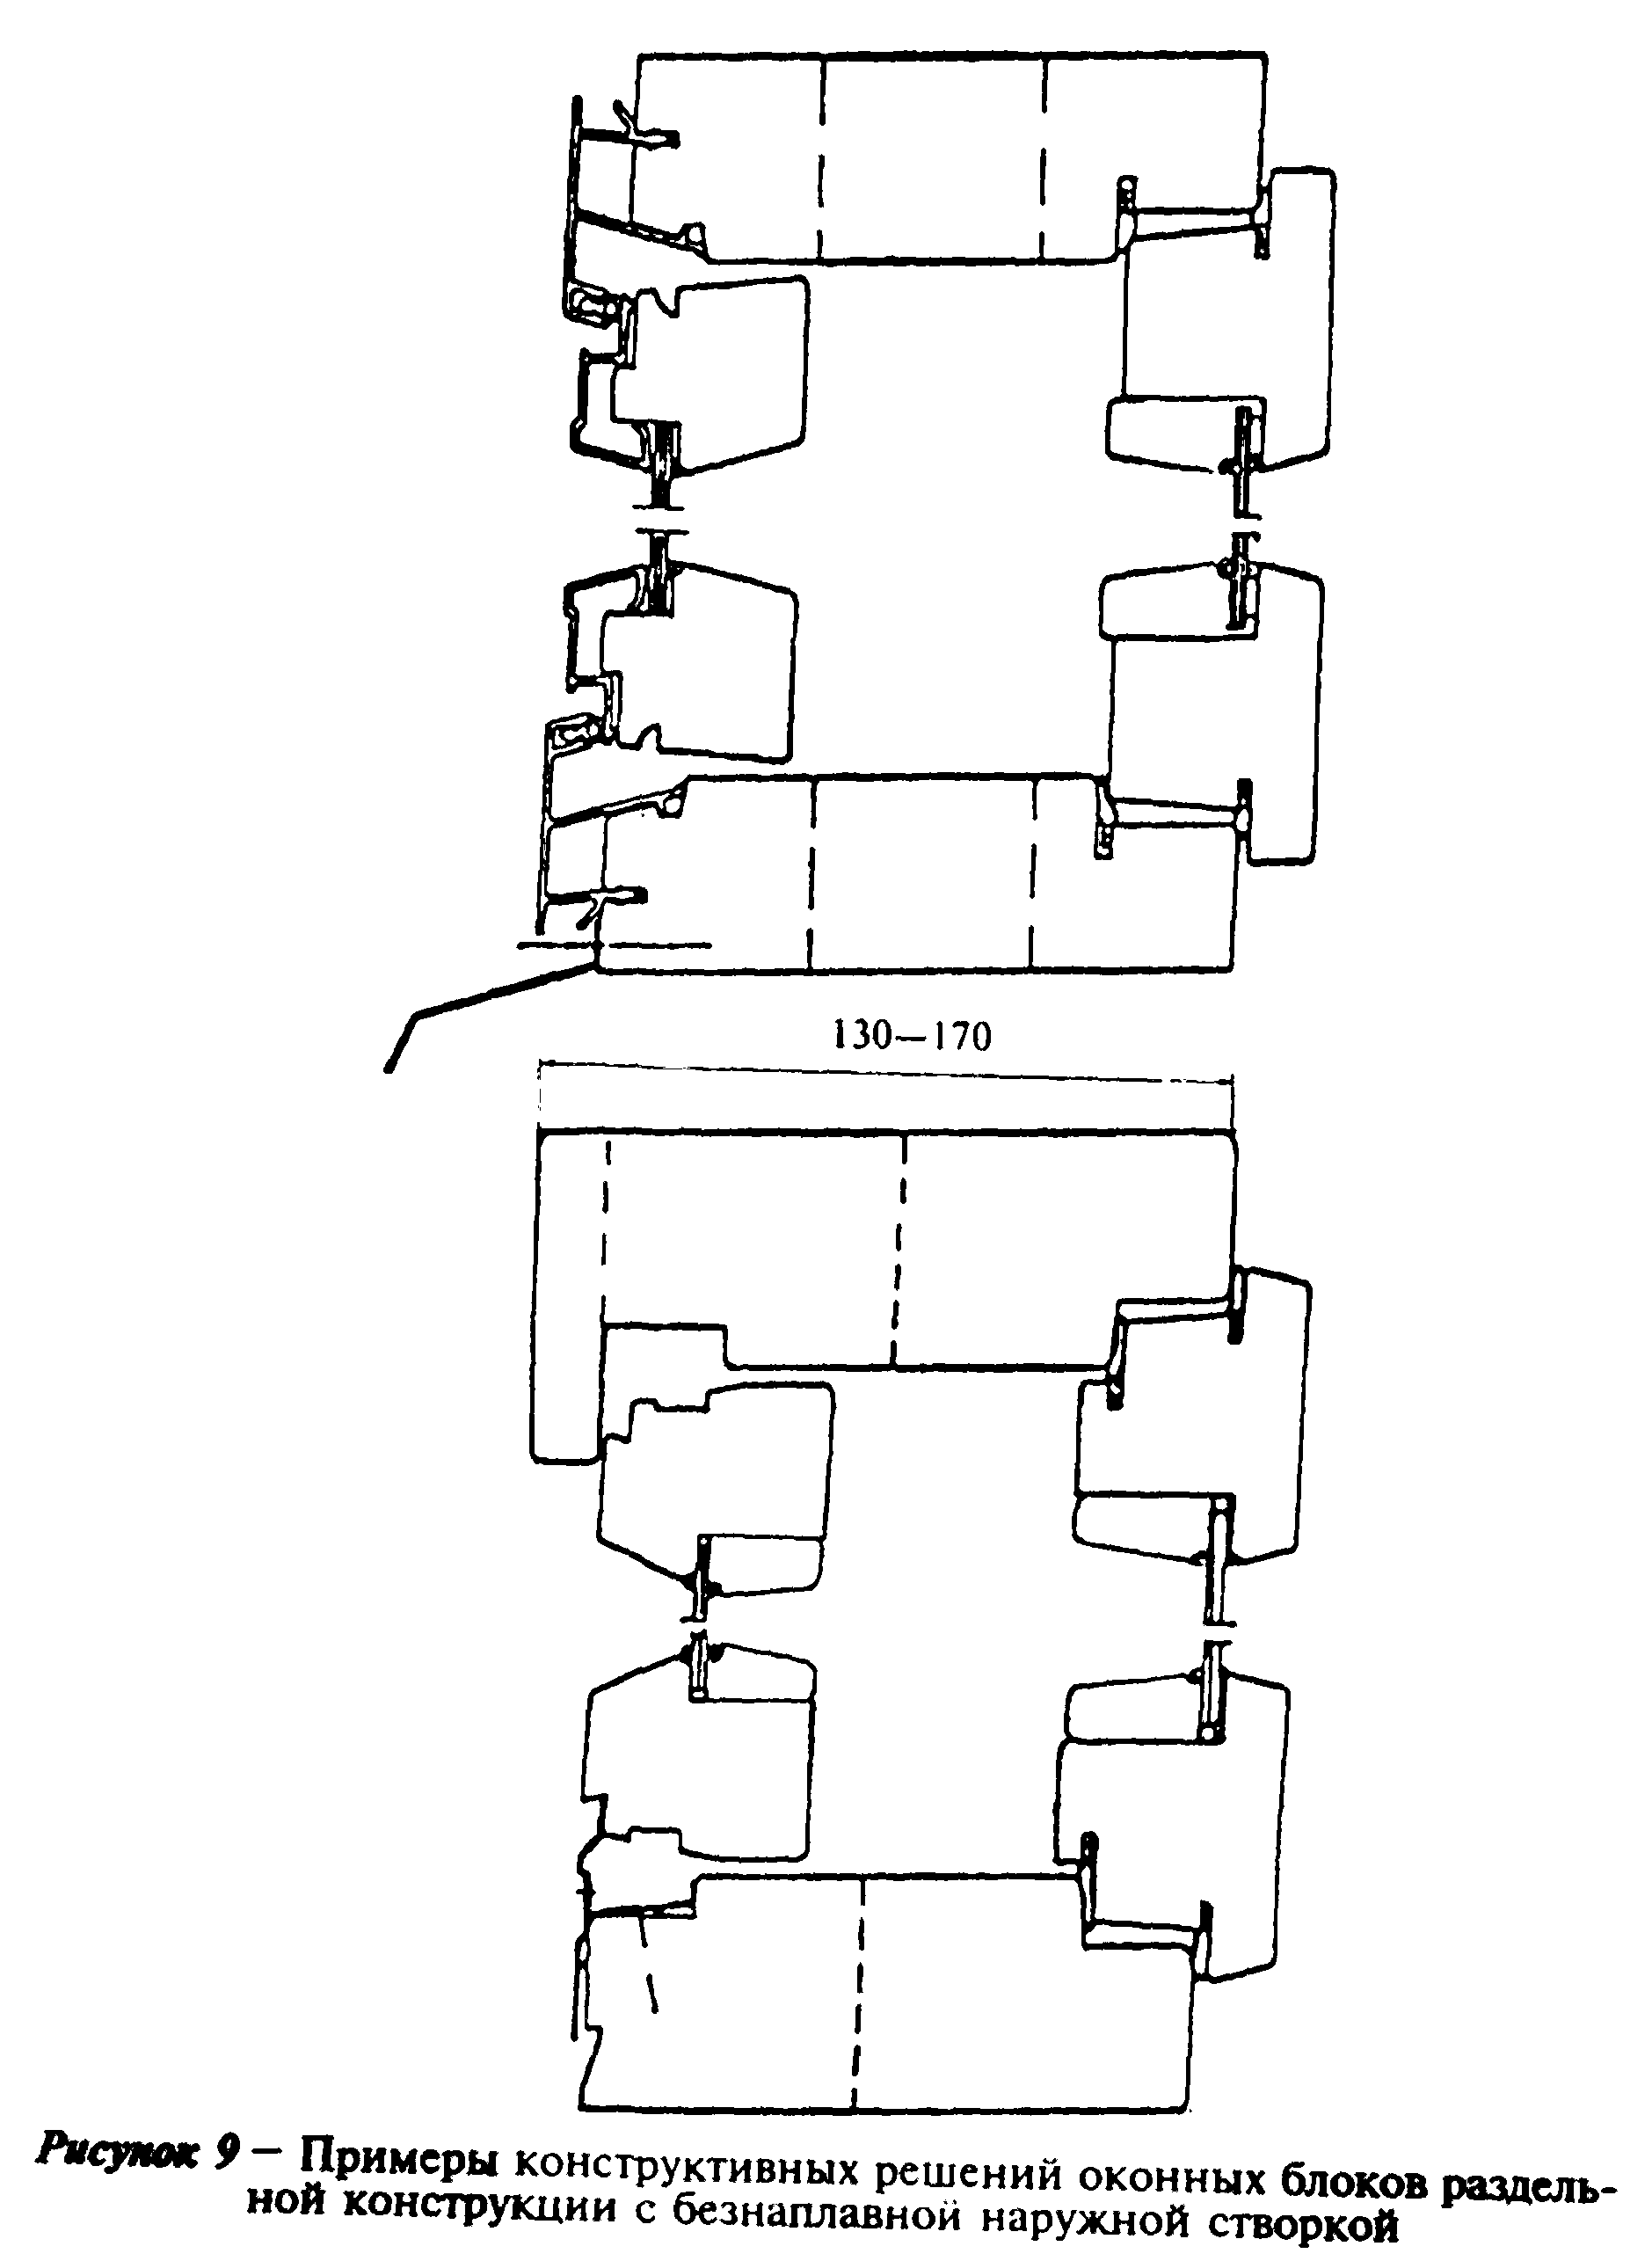 130—170
Рисунок 9 — Примеры конструктивных решений оконных блоков раздель-
ной конструкции с безнаплавной наружной створкой